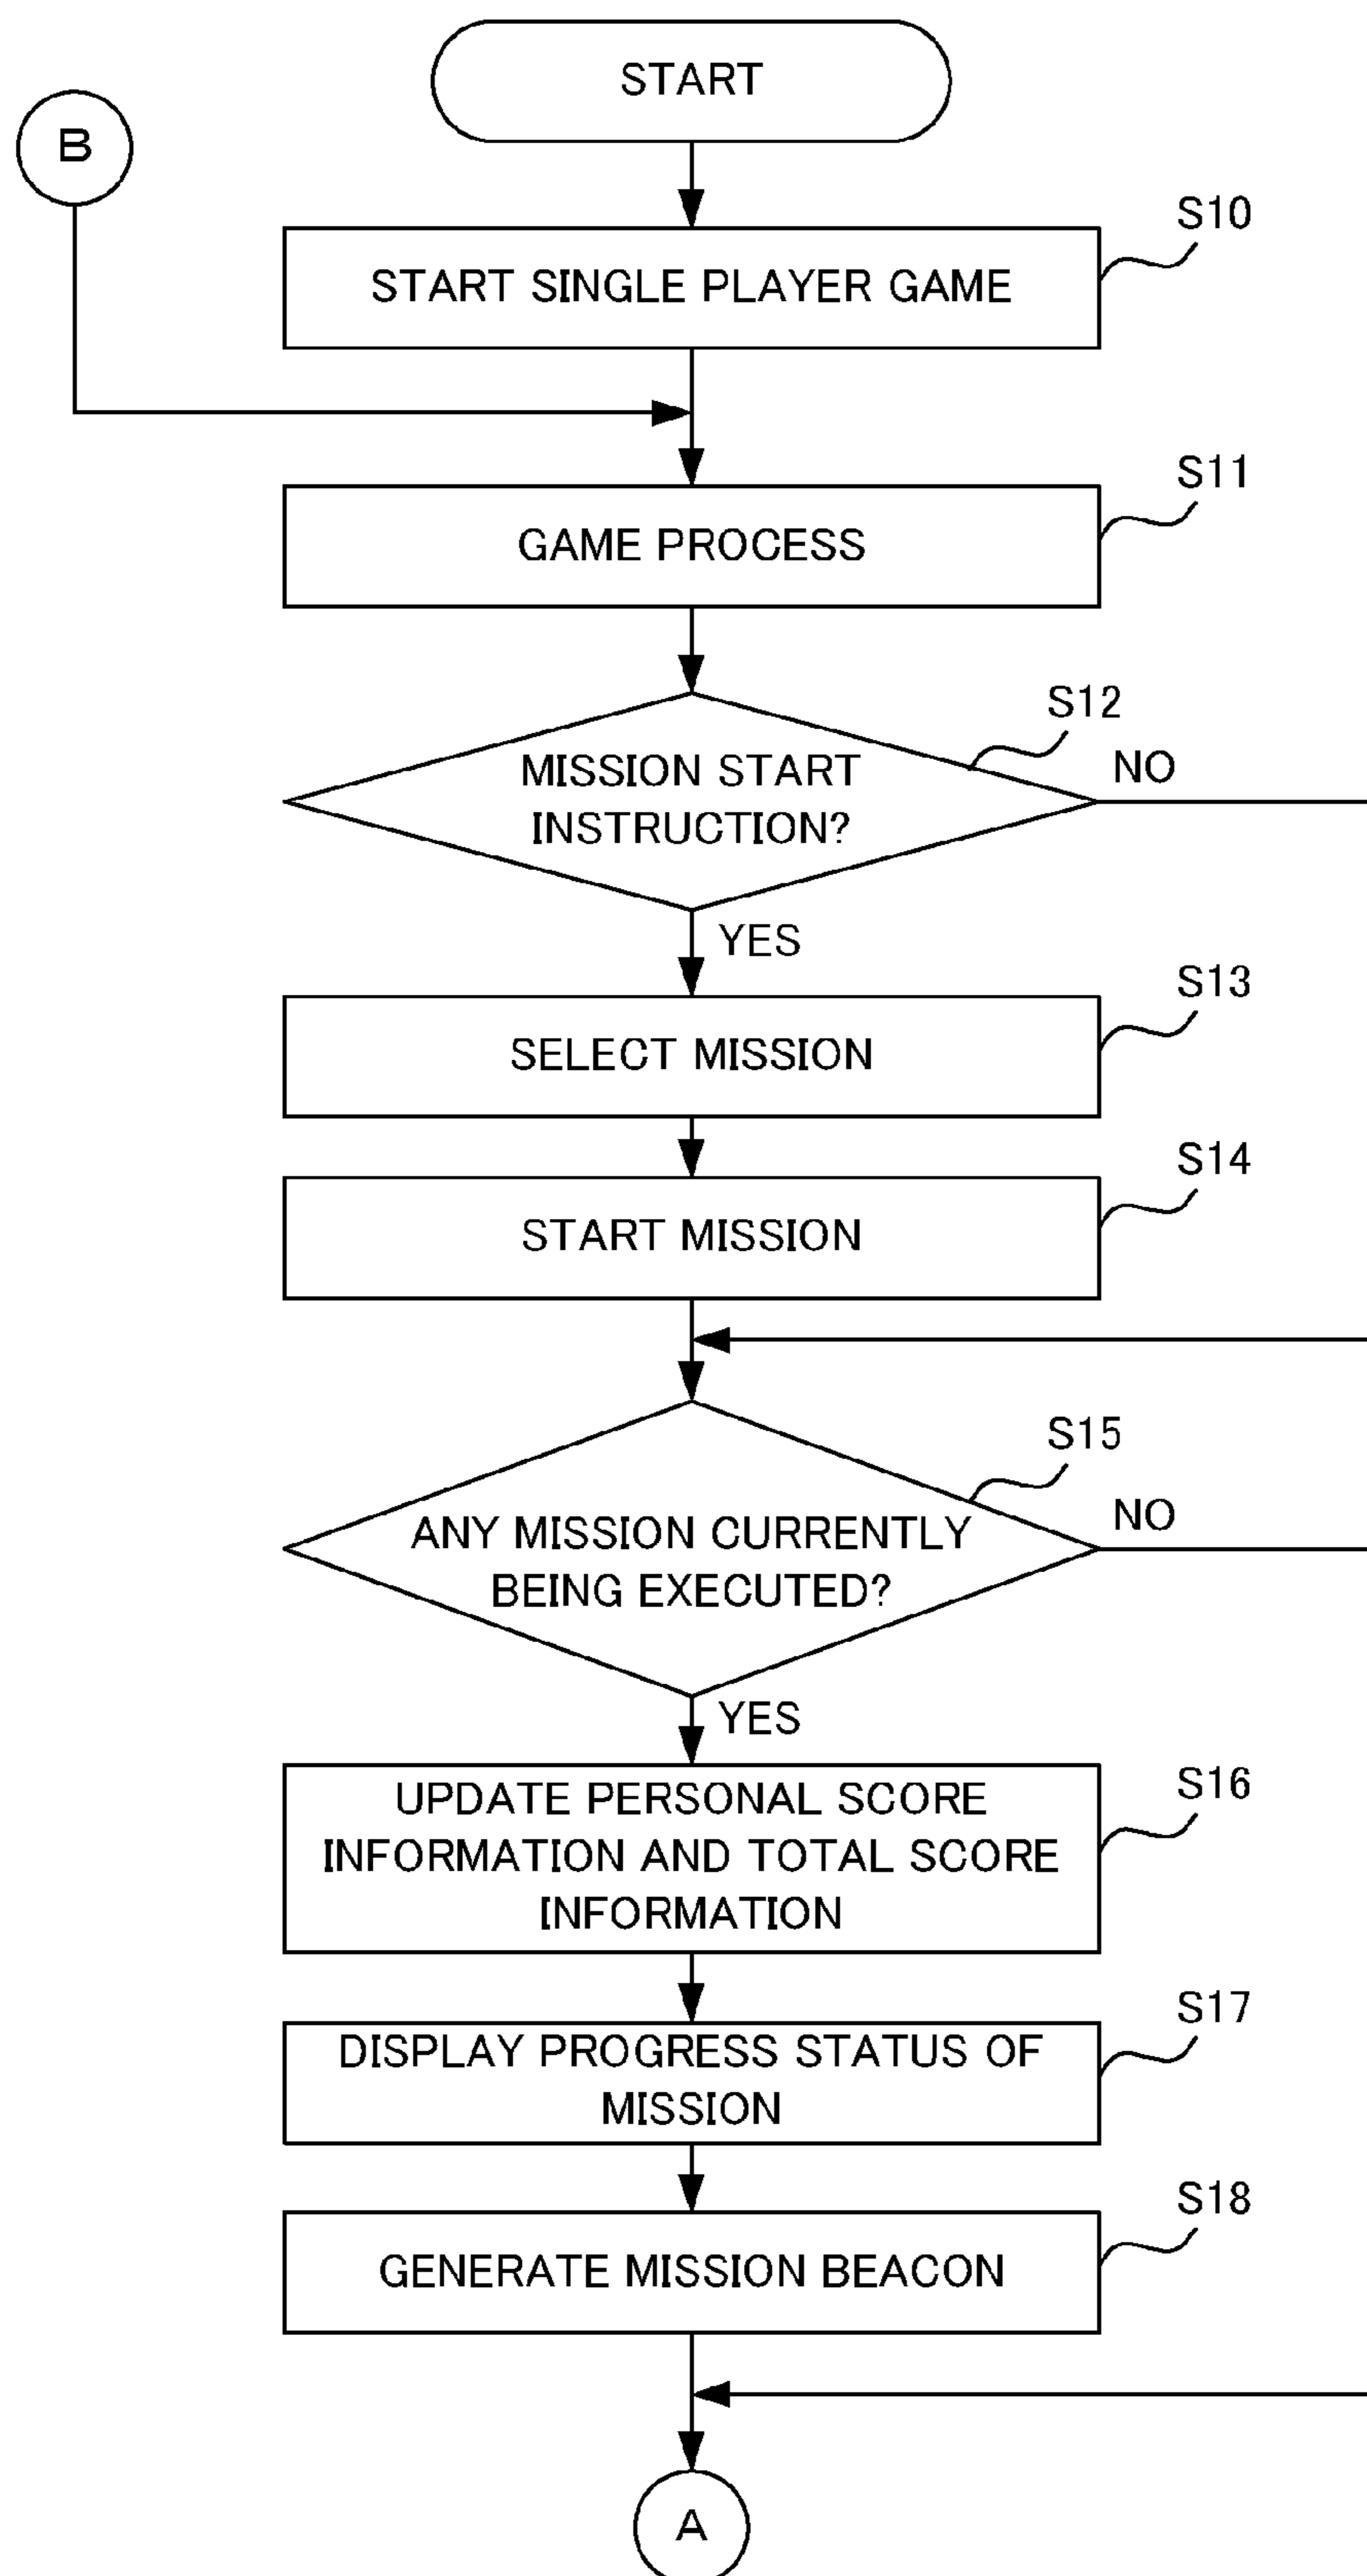 START
B
S10
START SINGLE PLAYER GAME
S11
GAME PROCESS
S12
MISSION START
INSTRUCTION?
NO
YES
S13
SELECT MISSION
S14
START MISSION
S15
ANY MISSION CURRENTLY
BEING EXECUTED?
NO
YES
S16
UPDATE PERSONAL SCORE
INFORMATION AND TOTAL SCORE
INFORMATION
S17
DISPLAY PROGRESS STATUS OF
MISSION
S18
GENERATE MISSION BEACON
A